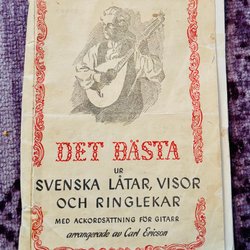 DET BÄSTA
UR
SVENSKA LÅTAR, VISOR
OCH RINGLEKAR
MED ACKORDSÄTTNING FÖR GITARR
arrangerade av Carl Ericson